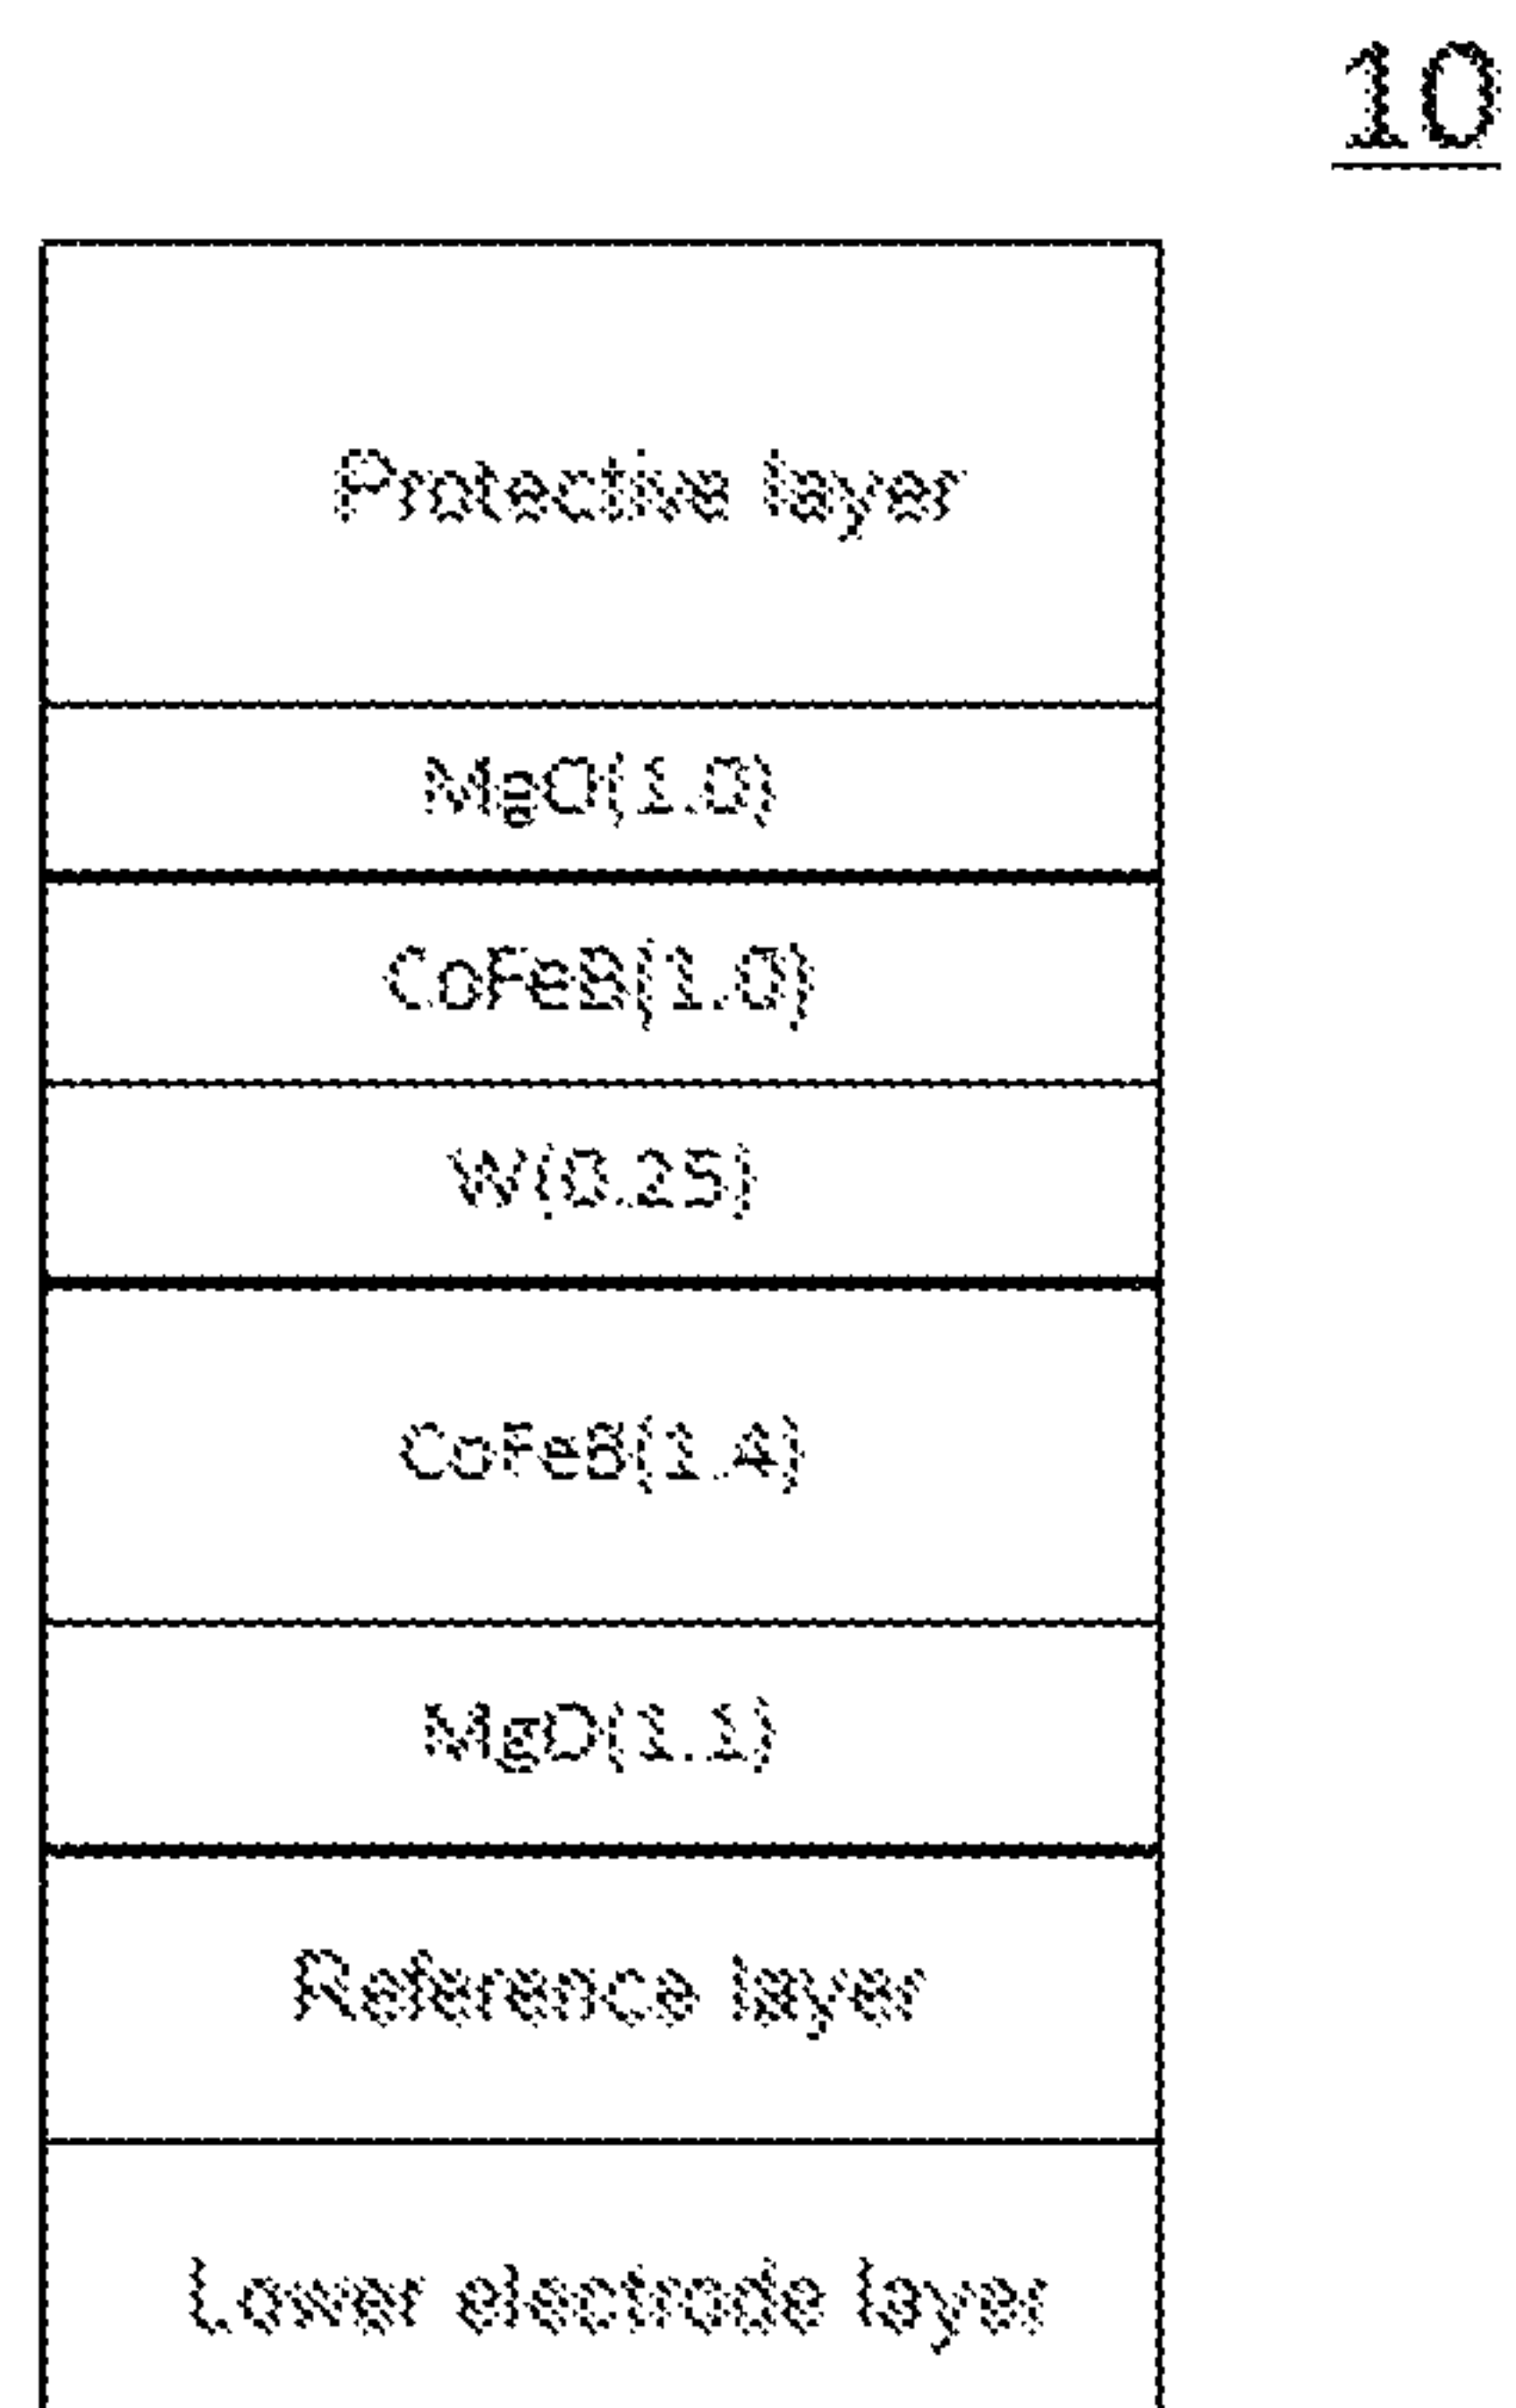 10
Protective layer
MgO(1.0)
CoFeB(1.0)
W(0.25)
CoFeB(1.4)
MgO(1.1)
Reference layer
Lower electrode layer